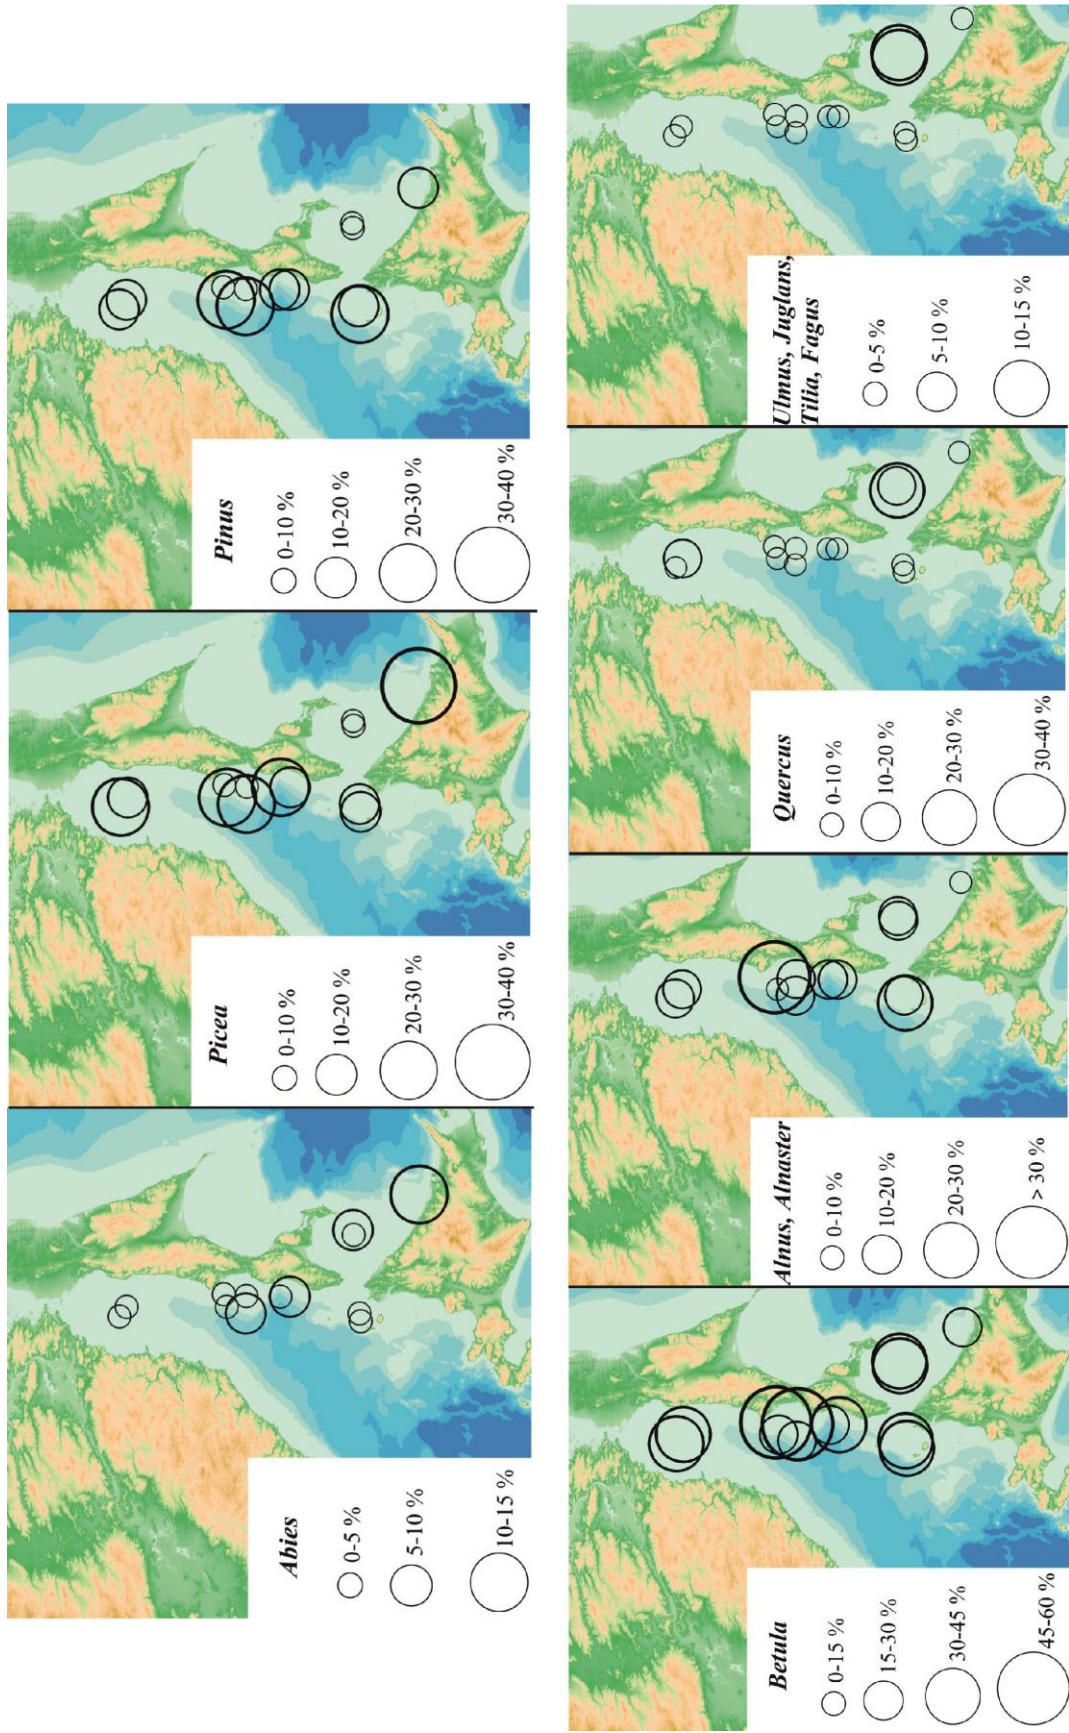 Abies
0-5 %
5-10 %
10-15 %
Picea
0-10 %
10-20 %
20-30 %
30-40 %
Pinus
0-10 %
10-20 %
20-30 %
30-40 %
Betula
0-15 %
15-30 %
30-45 %
45-60 %
Alnus, Alnaster
0-10 %
10-20 %
20-30 %
> 30 %
Quercus
0-10 %
10-20 %
20-30 %
30-40 %
Ulmus, Juglans,
Tilia, Fagus
0-5 %
5-10 %
10-15 %